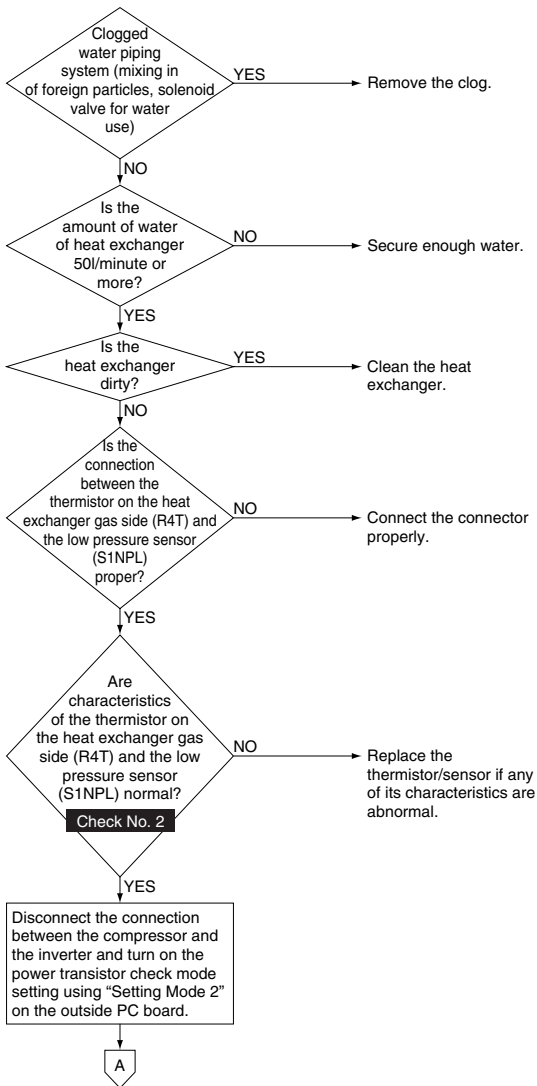 Clogged
water piping
system (mixing in
of foreign particles, solenoid
valve for water
use)
YES
Remove the clog.
NO
Is the
amount of water
of heat exchanger
50l/minute or
more?
NO
Secure enough water.
YES
Is the
heat exchanger
dirty?
YES
Clean the heat
exchanger.
NO
Is the
connection
between the
thermistor on the heat
exchanger gas side (R4T) and
the low pressure sensor
(S1NPL)
proper?
NO
Connect the connector
properly.
YES
Are
characteristics
of the thermistor on
the heat exchanger gas
side (R4T) and the low
pressure sensor
(S1NPL) normal?
Check No. 2
NO
Replace the
thermistor/sensor if any
of its characteristics are
abnormal.
YES
Disconnect the connection
between the compressor and
the inverter and turn on the
power transistor check mode
setting using “Setting Mode 2”
on the outside PC board.
A